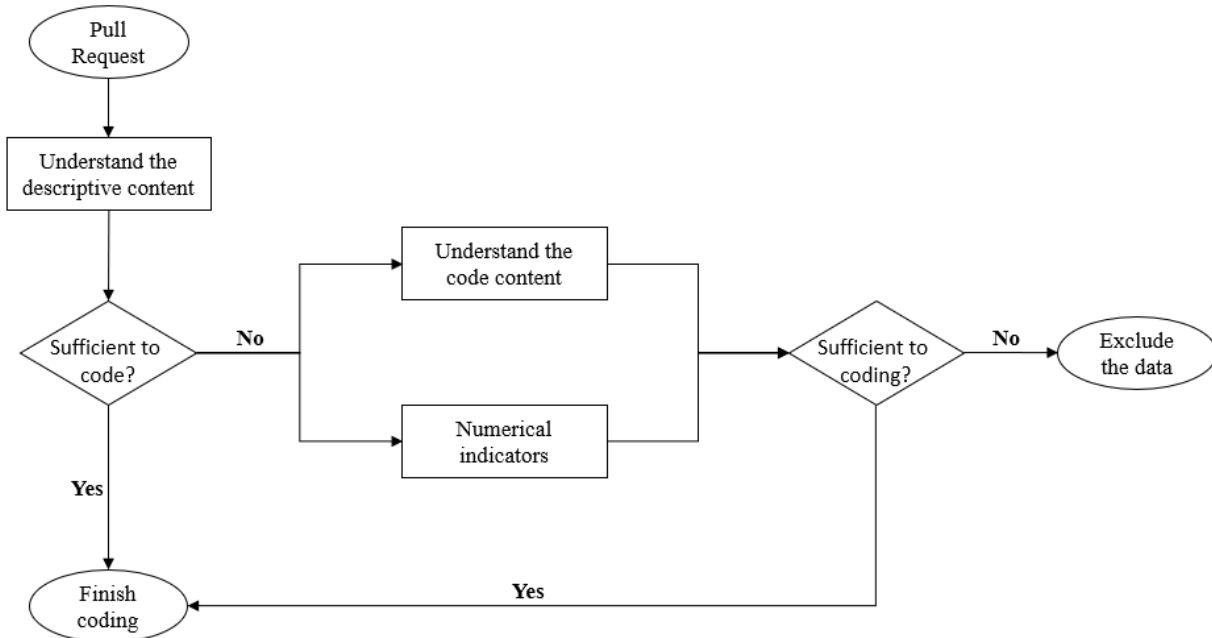 Pull
Request
Understand the
descriptive content
Understand the
code content
Sufficient to
code?
No
Sufficient to
coding?
No
Exclude
the data
Numerical
indicators
Yes
Finish
coding
Yes